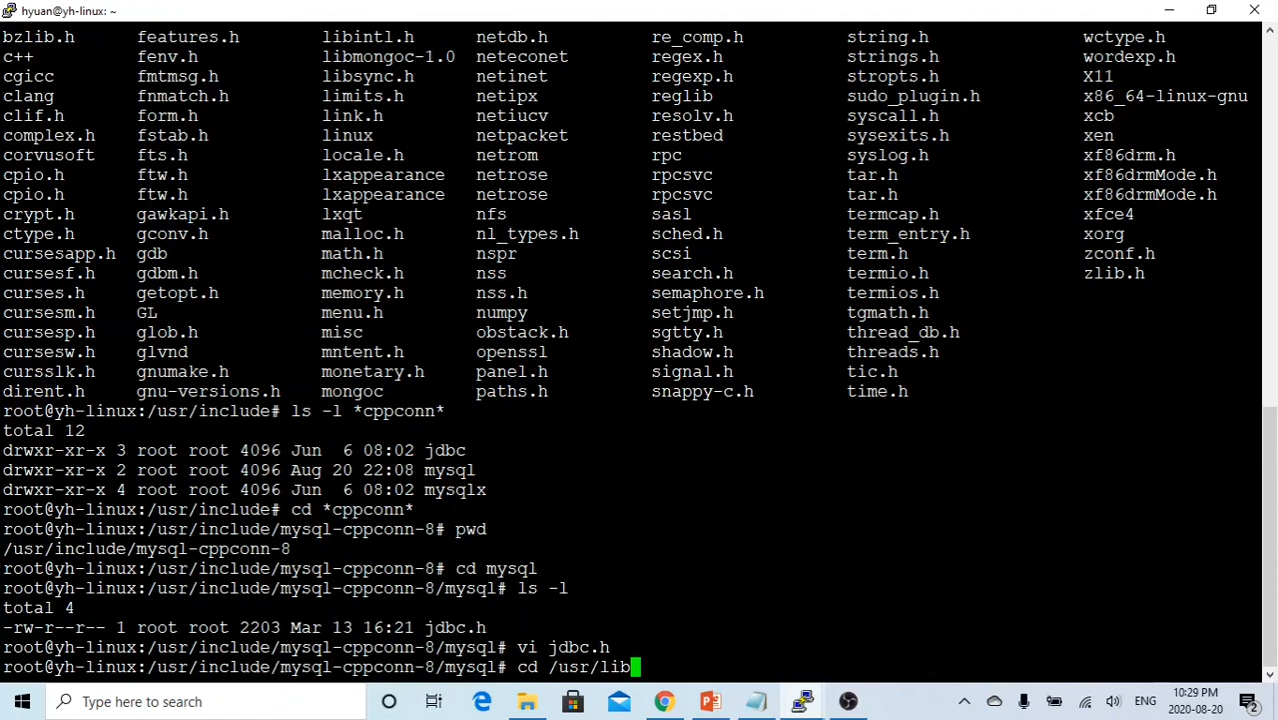 hyuan@yh-linux: ~
bzlib.h features.h libintl.h netdb.h re_comp.h string.h wctype.h
c++ fenv.h libmongoc-1.0 neteconet regex.h strings.h wordexp.h
cgicc fmtmsg.h libsync.h netinet regexp.h stropts.h X11
clang fnmatch.h limits.h netipx reglib sudo_plugin.h x86_64-linux-gnu
clif.h form.h link.h netiucv resolv.h syscall.h xcb
complex.h fstab.h linux netpacket restbed sysexits.h xen
corvusoft fts.h locale.h netrom rpc syslog.h xf86drm.h
cpio.h ftw.h lxappearance netrose rpcsvc tar.h xf86drmMode.h
cpio.h ftw.h lxappearance netrose rpcsvc tar.h xf86drmMode.h
crypt.h gawkapi.h lxqt nfs sasl termcap.h xfce4
ctype.h gconv.h malloc.h nl_types.h sched.h term_entry.h xorg
cursesapp.h gdb math.h nspr scsi term.h zconf.h
cursesf.h gdbm.h mcheck.h nss search.h termio.h zlib.h
curses.h getopt.h memory.h nss.h semaphore.h termios.h
cursesm.h GL menu.h numpy setjmp.h tgmath.h
cursesp.h glob.h misc obstack.h sgtty.h thread_db.h
cursesw.h glvnd mntent.h openssl shadow.h threads.h
cursslk.h gnumake.h monetary.h panel.h signal.h tic.h
dirent.h gnu-versions.h mongoc paths.h snappy-c.h time.h
root@yh-linux:/usr/include# ls -l *cppconn*
total 12
drwxr-xr-x 3 root root 4096 Jun 6 08:02 jdbc
drwxr-xr-x 2 root root 4096 Aug 20 22:08 mysql
drwxr-xr-x 4 root root 4096 Jun 6 08:02 mysqlx
root@yh-linux:/usr/include# cd *cppconn*
root@yh-linux:/usr/include/mysql-cppconn-8# pwd
/usr/include/mysql-cppconn-8
root@yh-linux:/usr/include/mysql-cppconn-8# cd mysql
root@yh-linux:/usr/include/mysql-cppconn-8/mysql# ls -l
total 4
-rw-r--r-- 1 root root 2203 Mar 13 16:21 jdbc.h
root@yh-linux:/usr/include/mysql-cppconn-8/mysql# vi jdbc.h
root@yh-linux:/usr/include/mysql-cppconn-8/mysql# cd /usr/lib
Type here to search
ENG
10:29 PM
2020-08-20
2